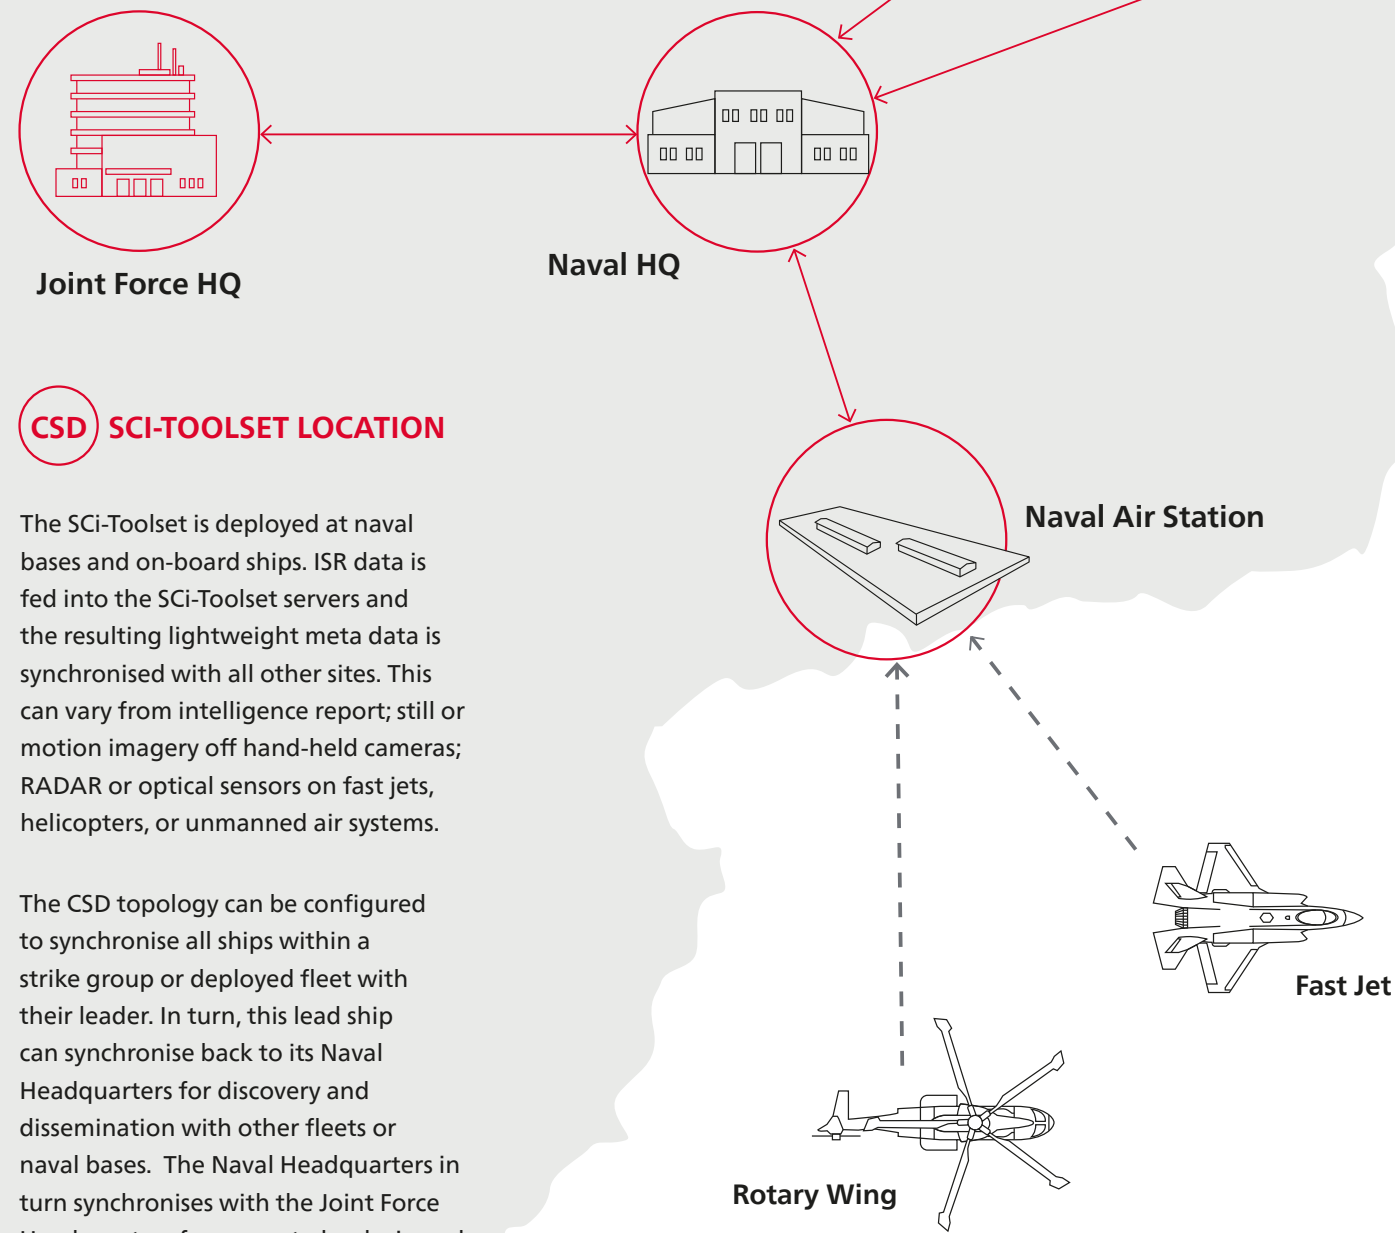 Joint Force HQ
Naval HQ
CSD SCI-TOOLSET LOCATION
Naval Air Station
The SCi-Toolset is deployed at naval
bases and on-board ships. ISR data is
fed into the SCi-Toolset servers and
the resulting lightweight meta data is
synchronised with all other sites. This
can vary from intelligence report; still or
motion imagery off hand-held cameras;
RADAR or optical sensors on fast jets,
helicopters, or unmanned air systems.
The CSD topology can be configured
to synchronise all ships within a
strike group or deployed fleet with
their leader. In turn, this lead ship
can synchronise back to its Naval
Headquarters for discovery and
dissemination with other fleets or
naval bases.  The Naval Headquarters in
turn synchronises with the Joint Force
Fast Jet
Rotary Wing